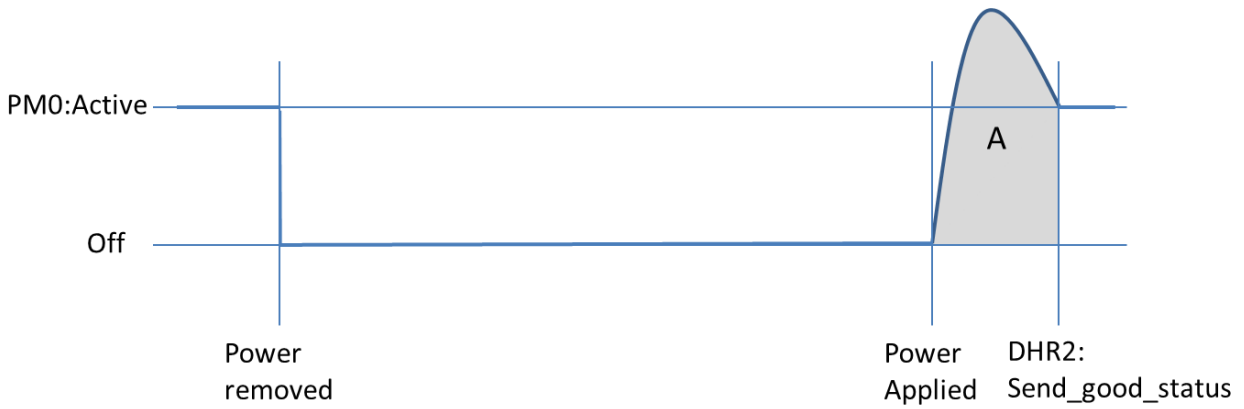 PM0:Active
A
Off
Power
removed
Power
Applied
DHR2:
Send_good_status